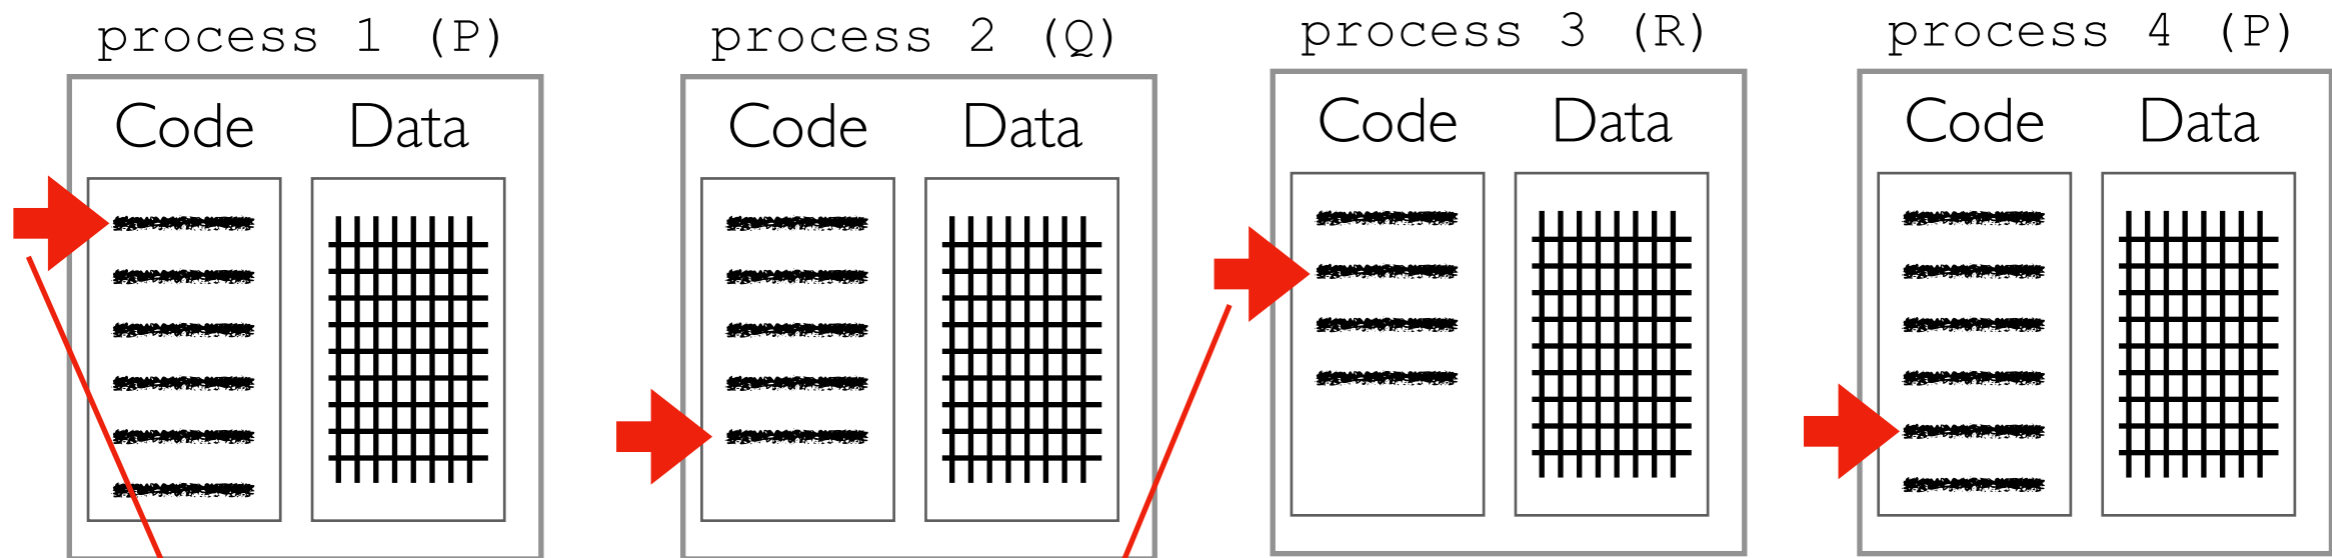 process 1 (P)
process 2 (Q)
process 3 (R)
process 4 (P)
Code Data
Code Data
Code Data
Code Data